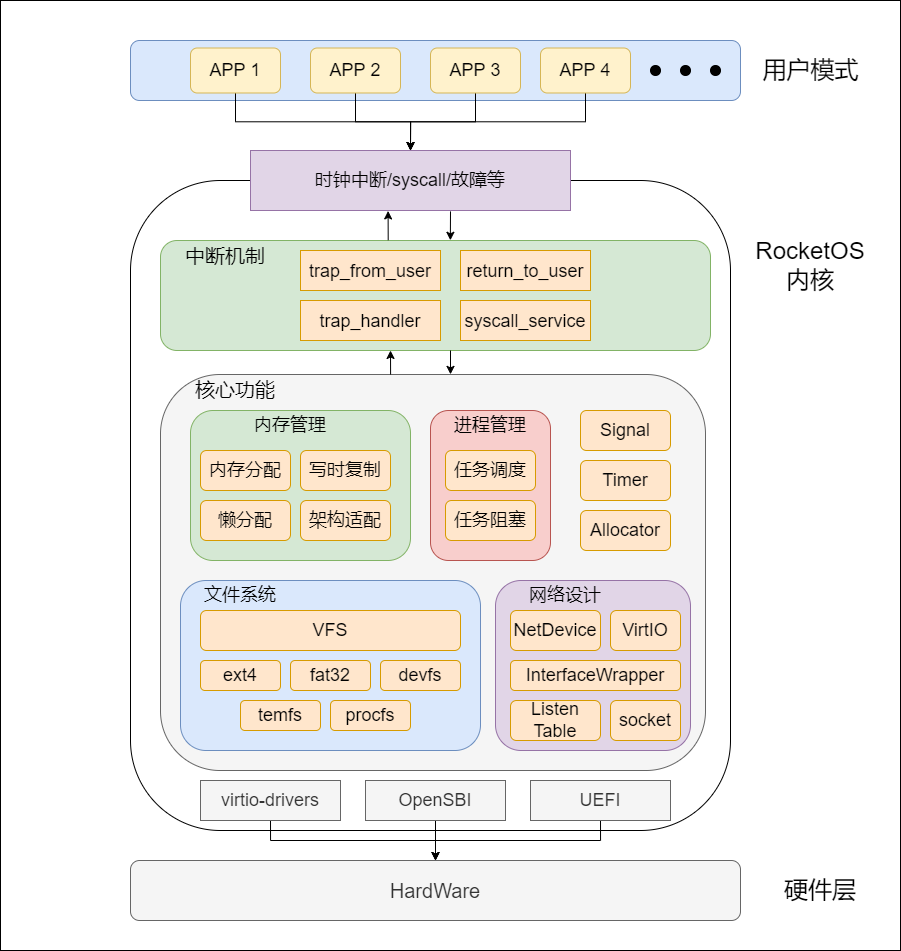 APP 1
APP 2
APP 3
APP 4
用户模式
时钟中断/syscall/故障等
RocketOS
内核
中断机制
trap_from_user
return_to_user
trap_handler
syscall_service
核心功能
内存管理
内存分配
写时复制
懒分配
架构适配
进程管理
任务调度
任务阻塞
Signal
Timer
Allocator
文件系统
VFS
ext4
fat32
devfs
temfs
procfs
网络设计
NetDevice
VirtIO
InterfaceWrapper
Listen
Table
socket
virtio-drivers
OpenSBI
UEFI
HardWare
硬件层